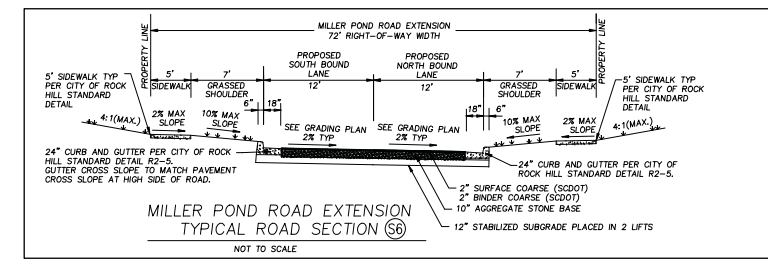 MILLER POND ROAD EXTENSION
72' RIGHT-OF-WAY WIDTH
PROPERTY LINE
PROPERTY LINE
5'
SIDEWALK
7'
GRASSED
SHOULDER
PROPOSED
SOUTH BOUND
LANE
12'
PROPOSED
NORTH BOUND
LANE
12'
7'
GRASSED
SHOULDER
5'
SIDEWALK
5' SIDEWALK TYP
PER CITY OF ROCK
HILL STANDARD
DETAIL
5' SIDEWALK TYP
PER CITY OF ROCK
HILL STANDARD
DETAIL
6"
18"
18"
6"
4:1(MAX.)
2% MAX
SLOPE
10% MAX
SLOPE
SEE GRADING PLAN
2% TYP
SEE GRADING PLAN
2% TYP
10% MAX
SLOPE
2% MAX
SLOPE
4:1(MAX.)
24" CURB AND GUTTER PER CITY OF ROCK
HILL STANDARD DETAIL R2-5.
GUTTER CROSS SLOPE TO MATCH PAVEMENT
CROSS SLOPE AT HIGH SIDE OF ROAD.
24" CURB AND GUTTER PER CITY OF
ROCK HILL STANDARD DETAIL R2-5.
2" SURFACE COARSE (SCDOT)
2" BINDER COARSE (SCDOT)
10" AGGREGATE STONE BASE
12" STABILIZED SUBGRADE PLACED IN 2 LIFTS
MILLER POND ROAD EXTENSION
TYPICAL ROAD SECTION S6
NOT TO SCALE